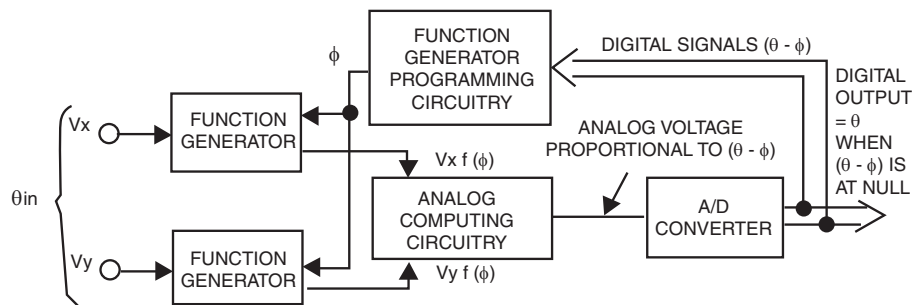 FUNCTION
GENERATOR
PROGRAMMING
CIRCUITRY
ϕ
DIGITAL SIGNALS (θ - ϕ)
DIGITAL
OUTPUT
= θ
WHEN
(θ - ϕ) IS
AT NULL
Vx
FUNCTION
GENERATOR
Vx f (ϕ)
ANALOG VOLTAGE
PROPORTIONAL TO (θ - ϕ)
θin
ANALOG
COMPUTING
CIRCUITRY
A/D
CONVERTER
Vy
FUNCTION
GENERATOR
Vy f (ϕ)